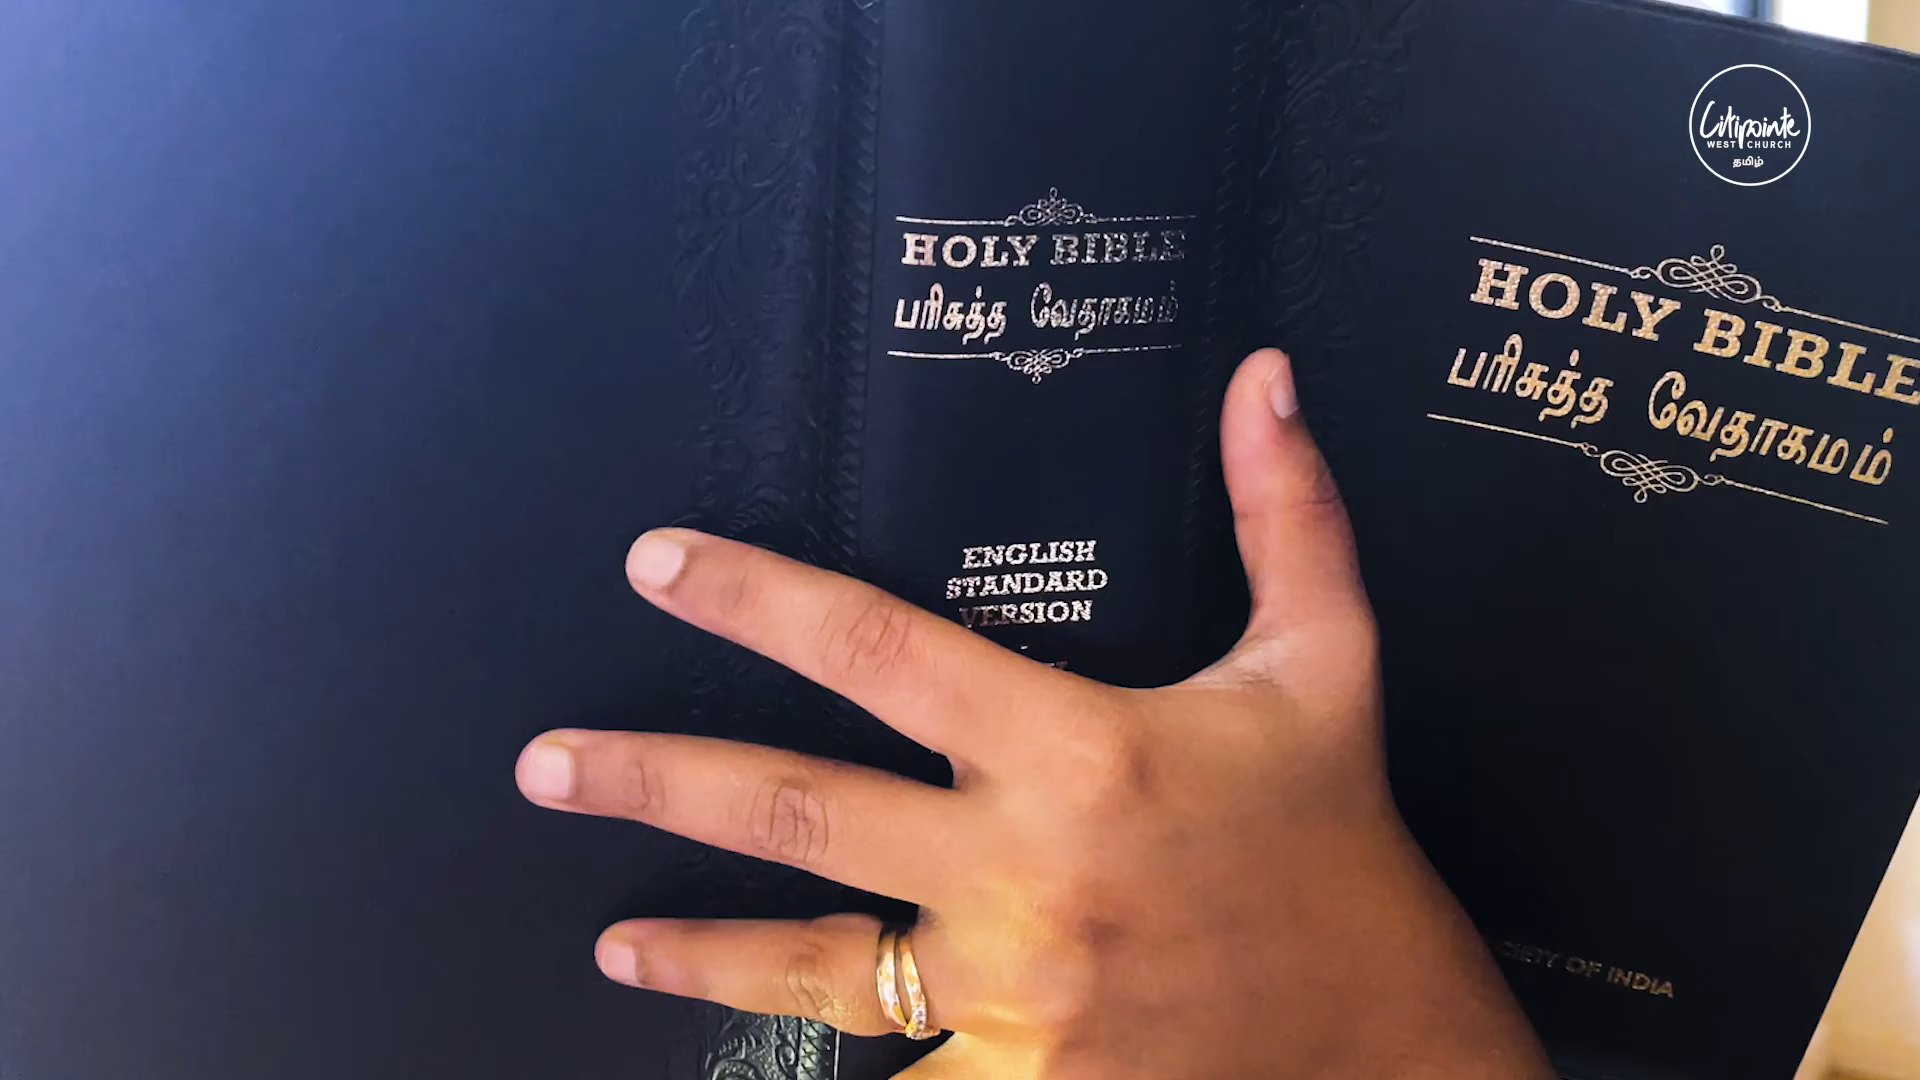 HOLY BIBLE
பரிசுத்த வேதாகமம்
ENGLISH
STANDARD
VERSION
HOLY BIBLE
பரிசுத்த வேதாகமம்
OF INDIA
Citipointe
WEST CHURCH
தமிழ்